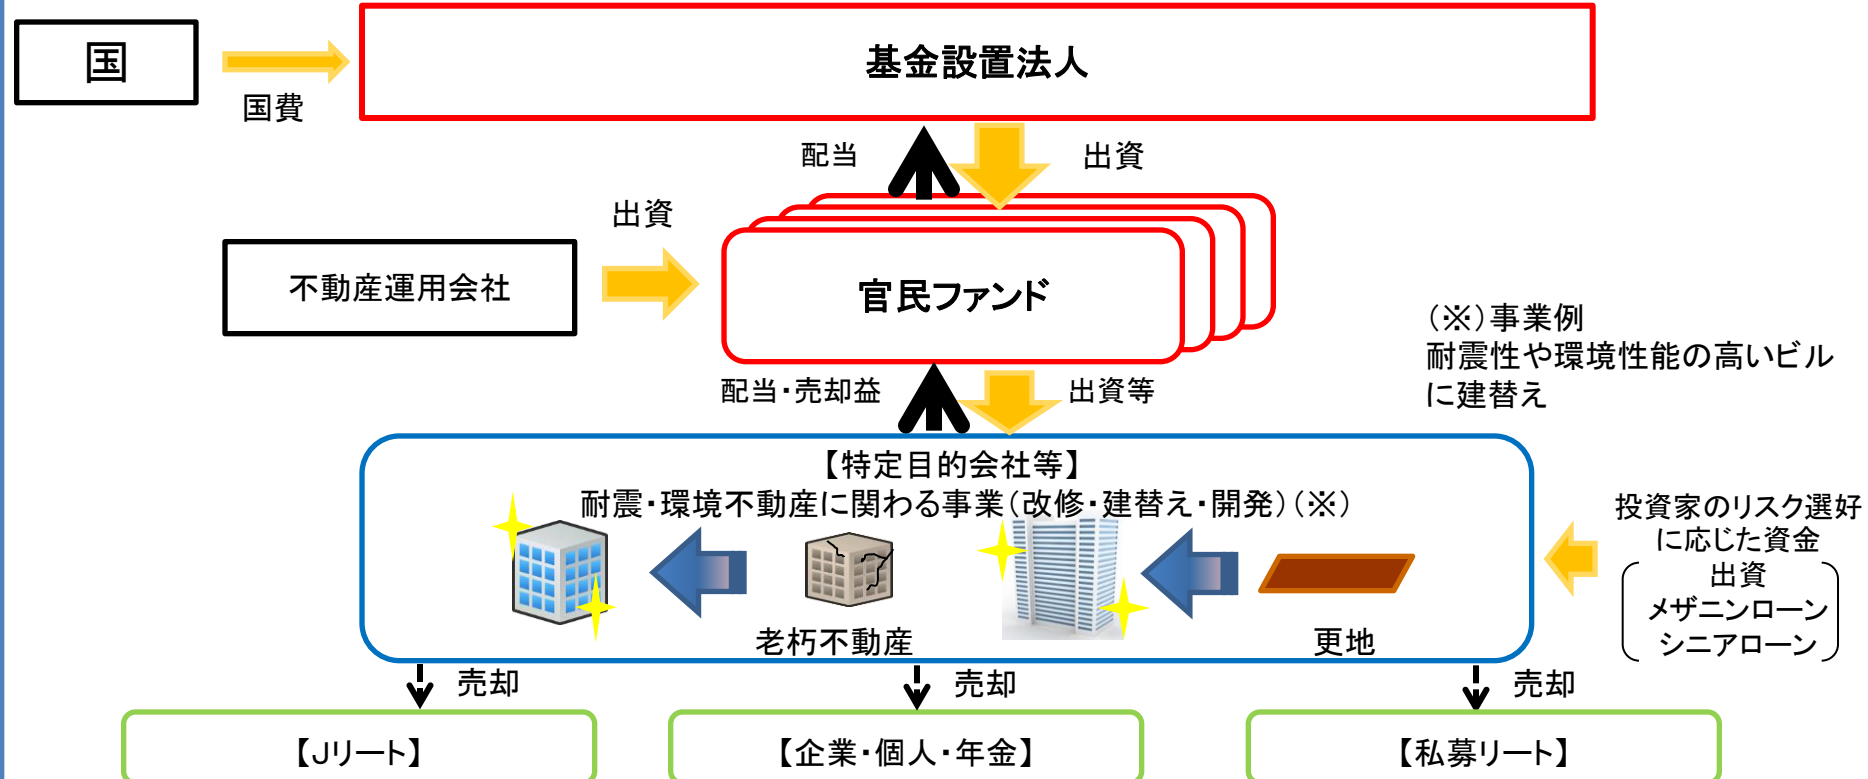 国
国費
基金設置法人
配当
出資
出資
不動産運用会社
官民ファンド
(※)事業例
耐震性や環境性能の高いビル
に建替え
配当・売却益
出資等
【特定目的会社等】
耐震・環境不動産に関わる事業(改修・建替え・開発)(※)
老朽不動産
更地
投資家のリスク選好
に応じた資金
出資
メザニンローン
シニアローン
売却
売却
売却
【Jリート】
【企業・個人・年金】
【私募リート】